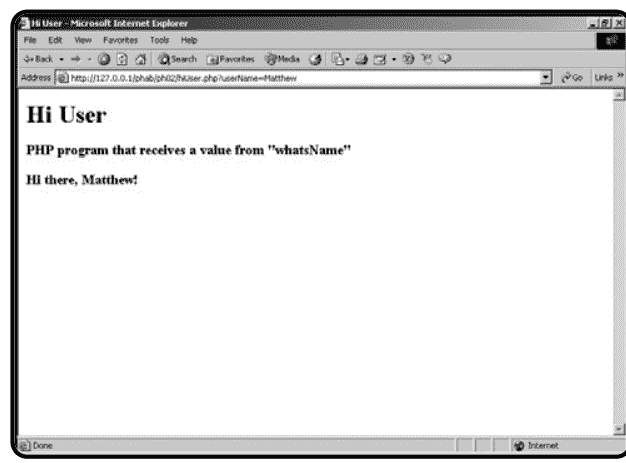 Hi User - Microsoft Internet Explorer
File Edit View Favorites Tools Help
Back Search Favorites Media
Address http://127.0.0.1/phab/ph02/hiUser.php?userName=Matthew Go Links »
Hi User
PHP program that receives a value from "whatsName"
Hi there, Matthew!
Done Internet